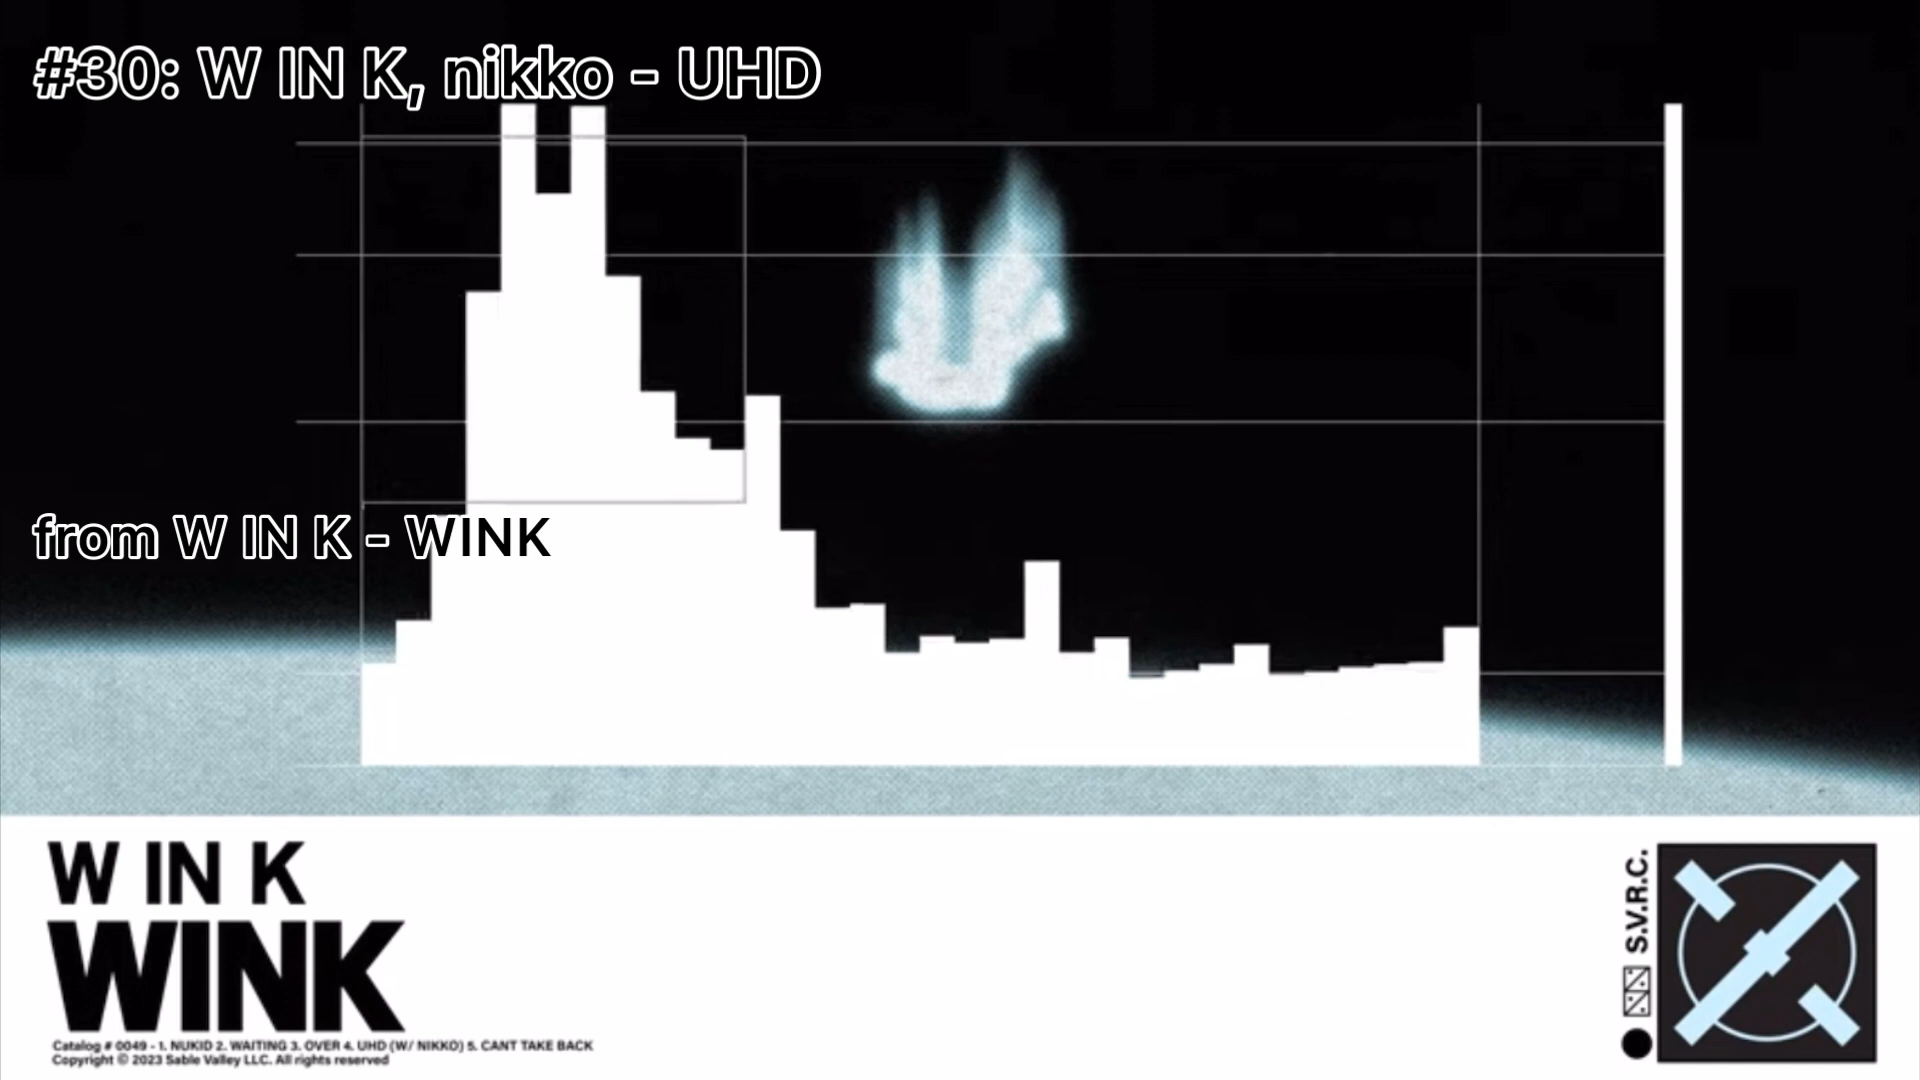 #30: W IN K, nikko - UHD
from W IN K - WINK
W IN K
WINK
Catalog # 0049 - 1. NUKID 2. WAITING 3. OVER 4. UHD (W/ NIKKO) 5. CANT TAKE BACK
Copyright © 2023 Sable Valley LLC. All rights reserved
S.V.R.C.